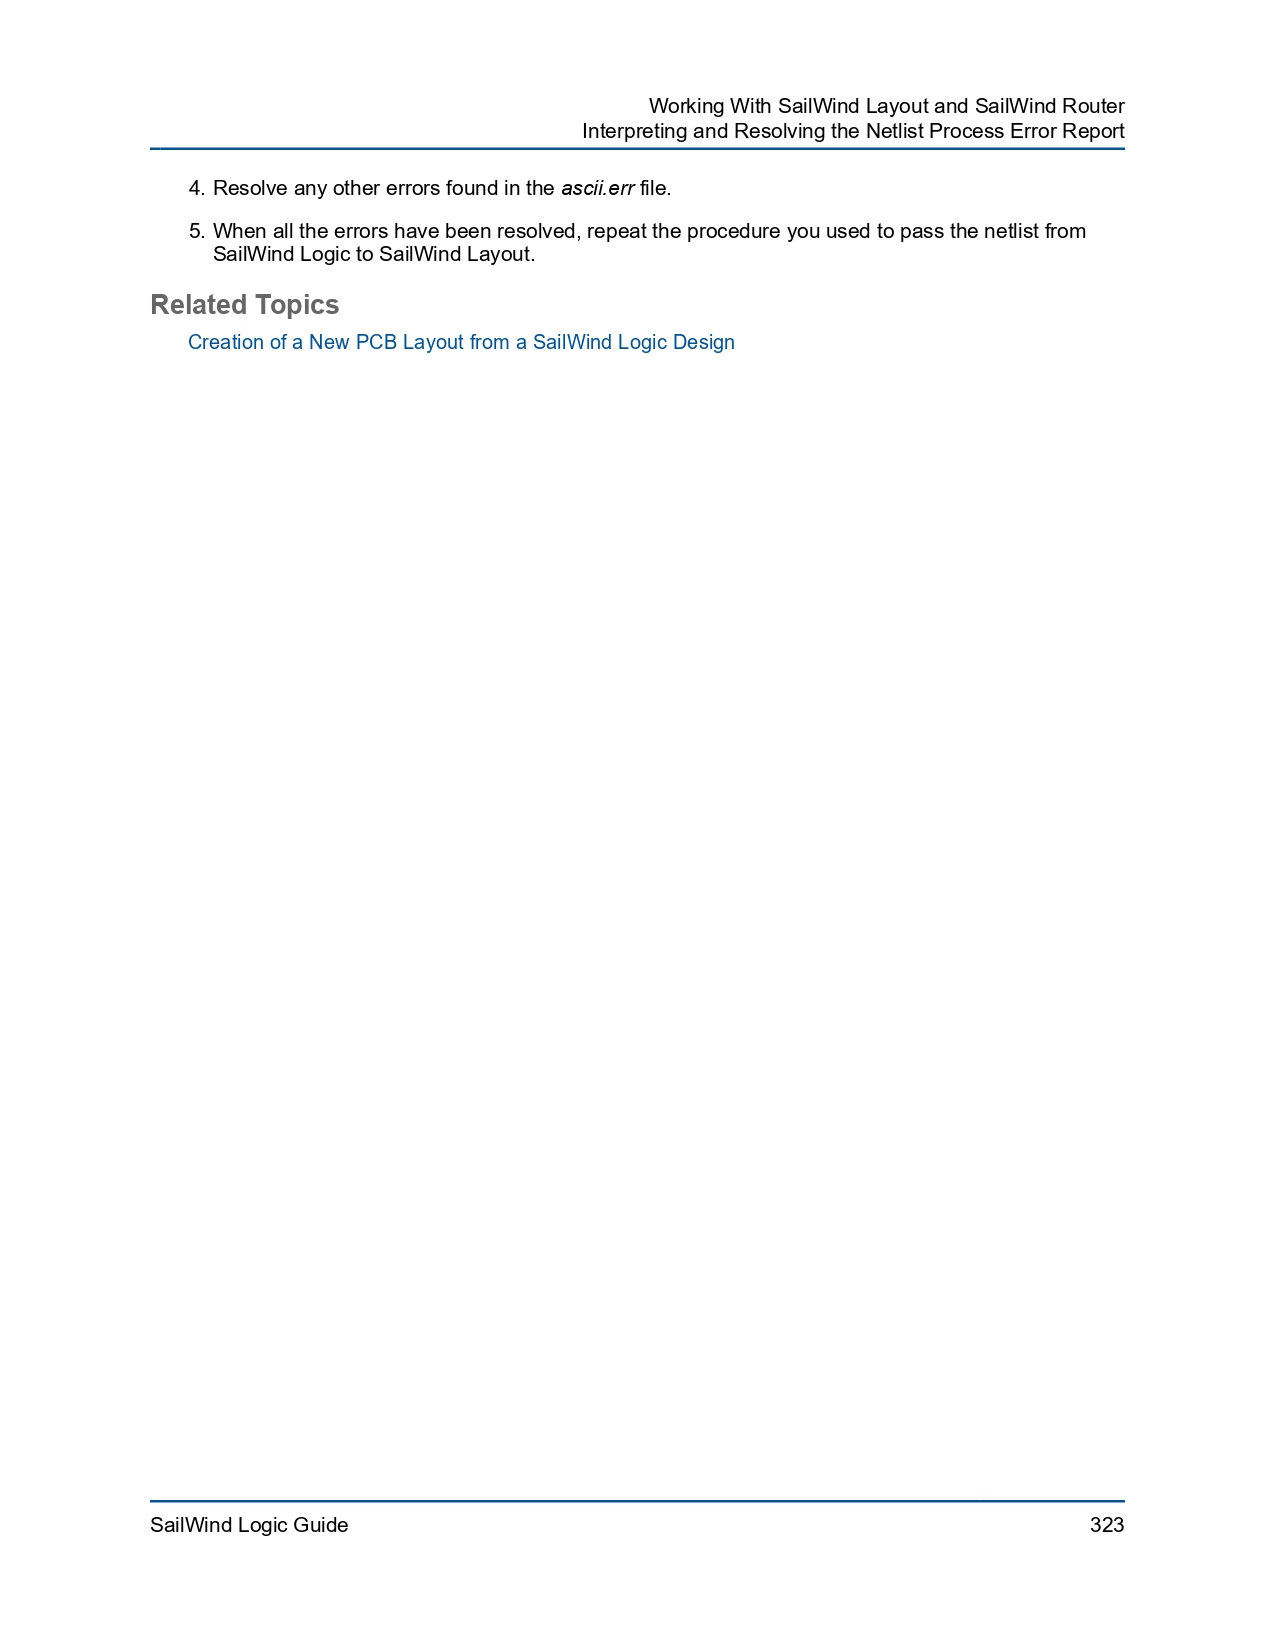 Working With SailWind Layout and SailWind Router
Interpreting and Resolving the Netlist Process Error Report
4. Resolve any other errors found in the ascii.err file.
5. When all the errors have been resolved, repeat the procedure you used to pass the netlist from
SailWind Logic to SailWind Layout.
Related Topics
Creation of a New PCB Layout from a SailWind Logic Design
SailWind Logic Guide 323